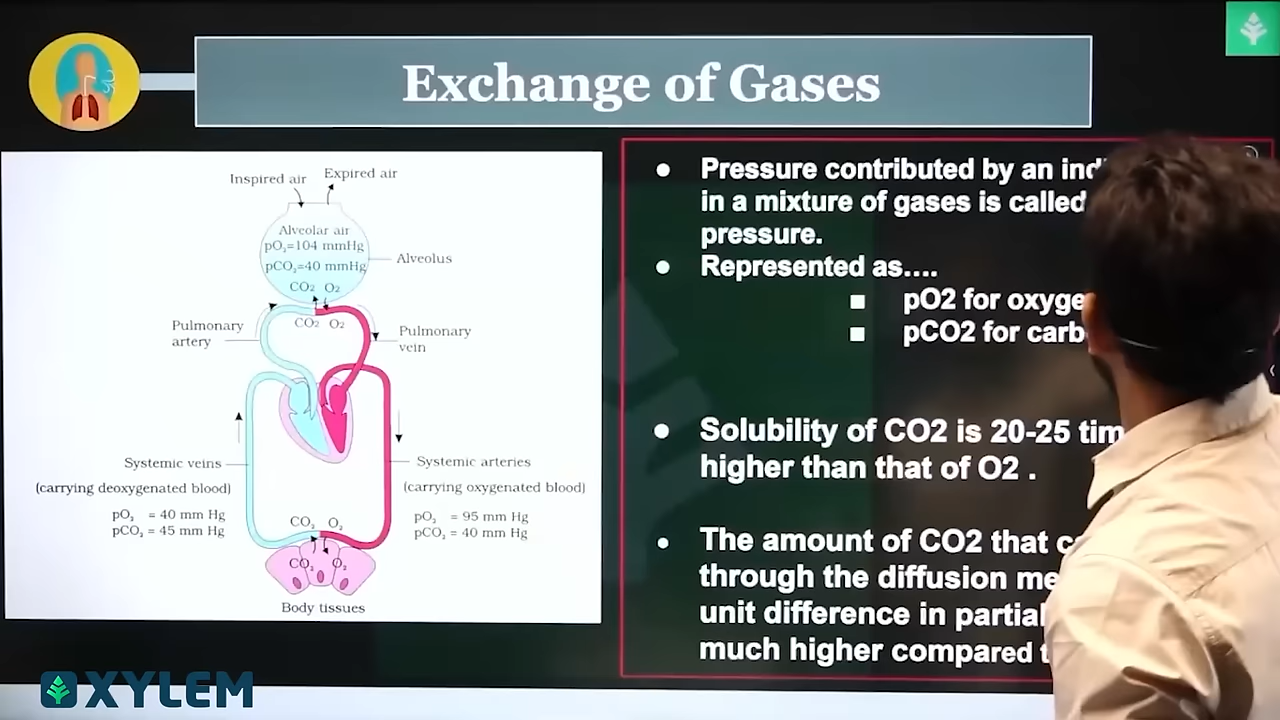 Exchange of Gases
Inspired air
Expired air
Alveolar air
pO₂=104 mmHg
pCO₂=40 mmHg
Alveolus
CO2 O2
CO2 O2
Pulmonary
artery
Pulmonary
vein
Systemic veins
(carrying deoxygenated blood)
pO₂ = 40 mm Hg
pCO₂ = 45 mm Hg
Systemic arteries
(carrying oxygenated blood)
pO₂ = 95 mm Hg
pCO₂ = 40 mm Hg
CO₂ O₂
CO₂ O₂
Body tissues
● Pressure contributed by an
in a mixture of gases is called
pressure.
● Represented as....
■ pO2 for
■ pCO2 for
● Solubility of CO2 is 20-25
higher than that of O2 .
● The amount of CO2 that
through the diffusion
unit difference in partial
much higher compared
XYLEM